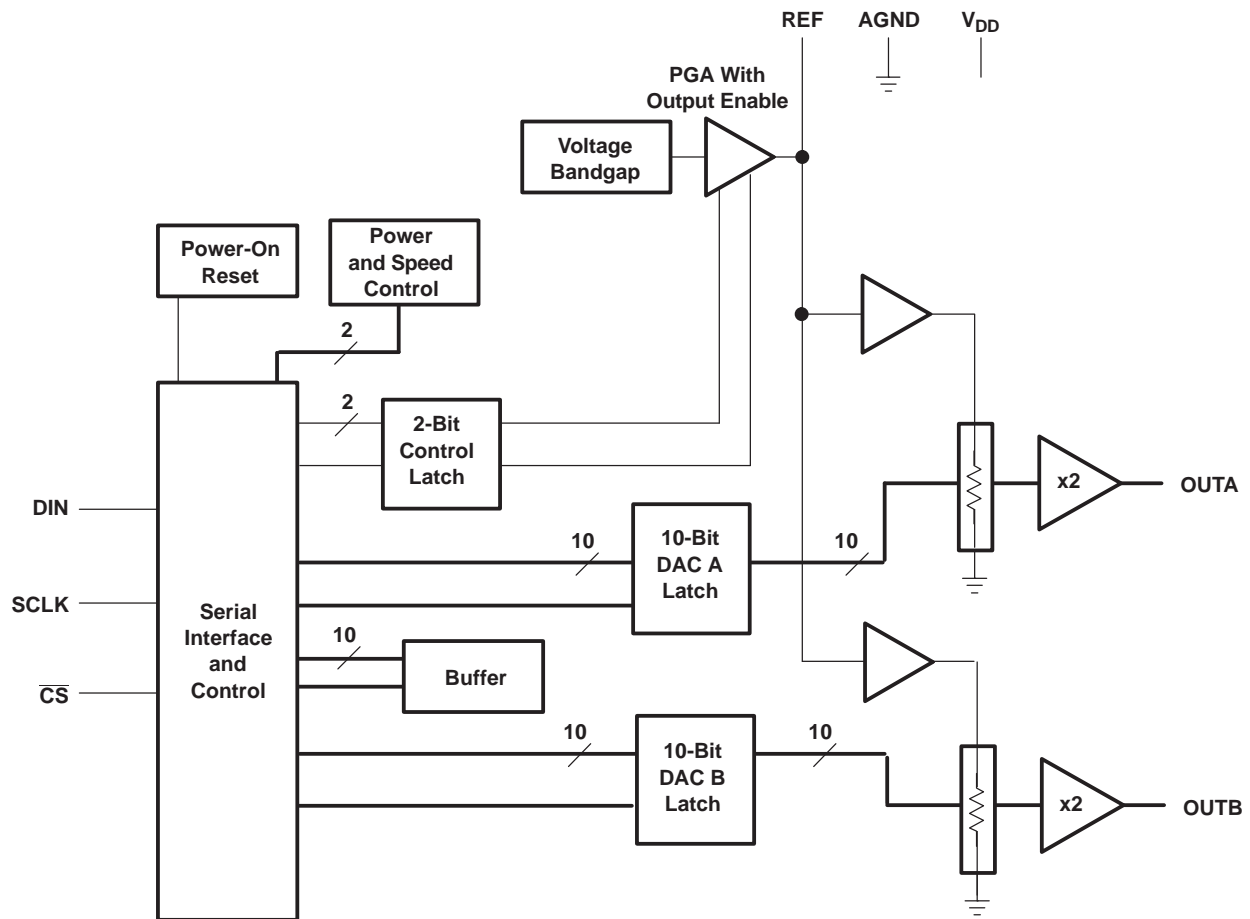 REF AGND VDD
PGA With
Output Enable
Voltage
Bandgap
Power-On
Reset
Power
and Speed
Control
2
2
2-Bit
Control
Latch
x2
OUTA
DIN
10
10-Bit
DAC A
Latch
10
SCLK
Serial
Interface
and
Control
10
Buffer
CS
10
10-Bit
DAC B
Latch
10
x2
OUTB